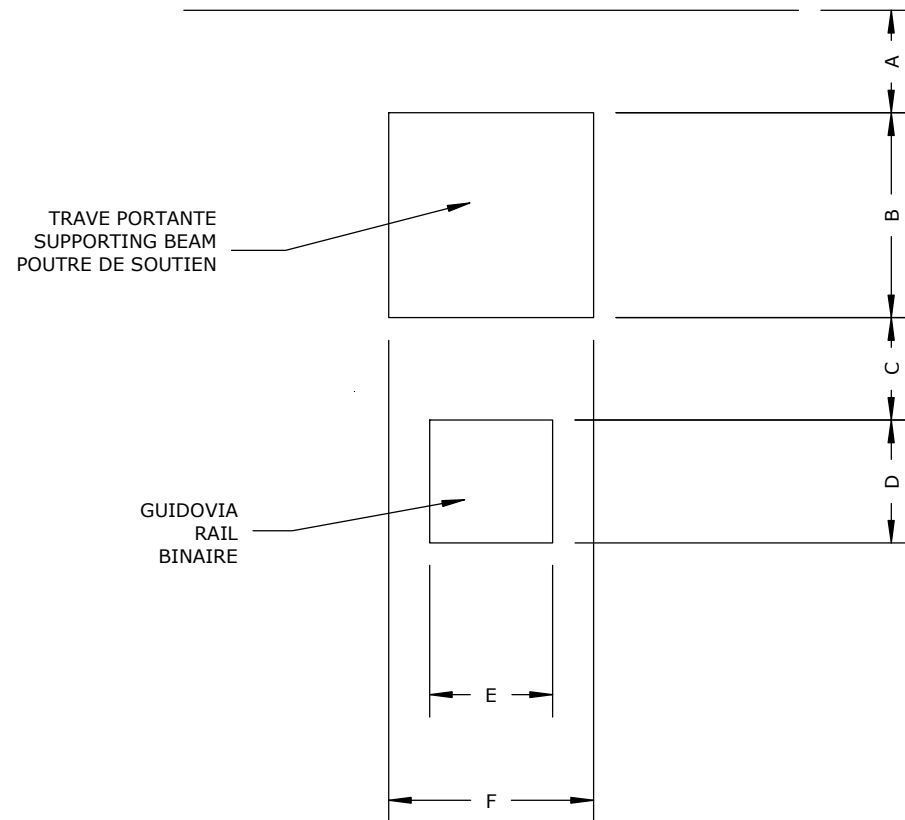 A
B
TRAVE PORTANTE
SUPPORTING BEAM
POUTRE DE SOUTIEN
C
D
GUIDOVIA
RAIL
BINAIRE
E
F